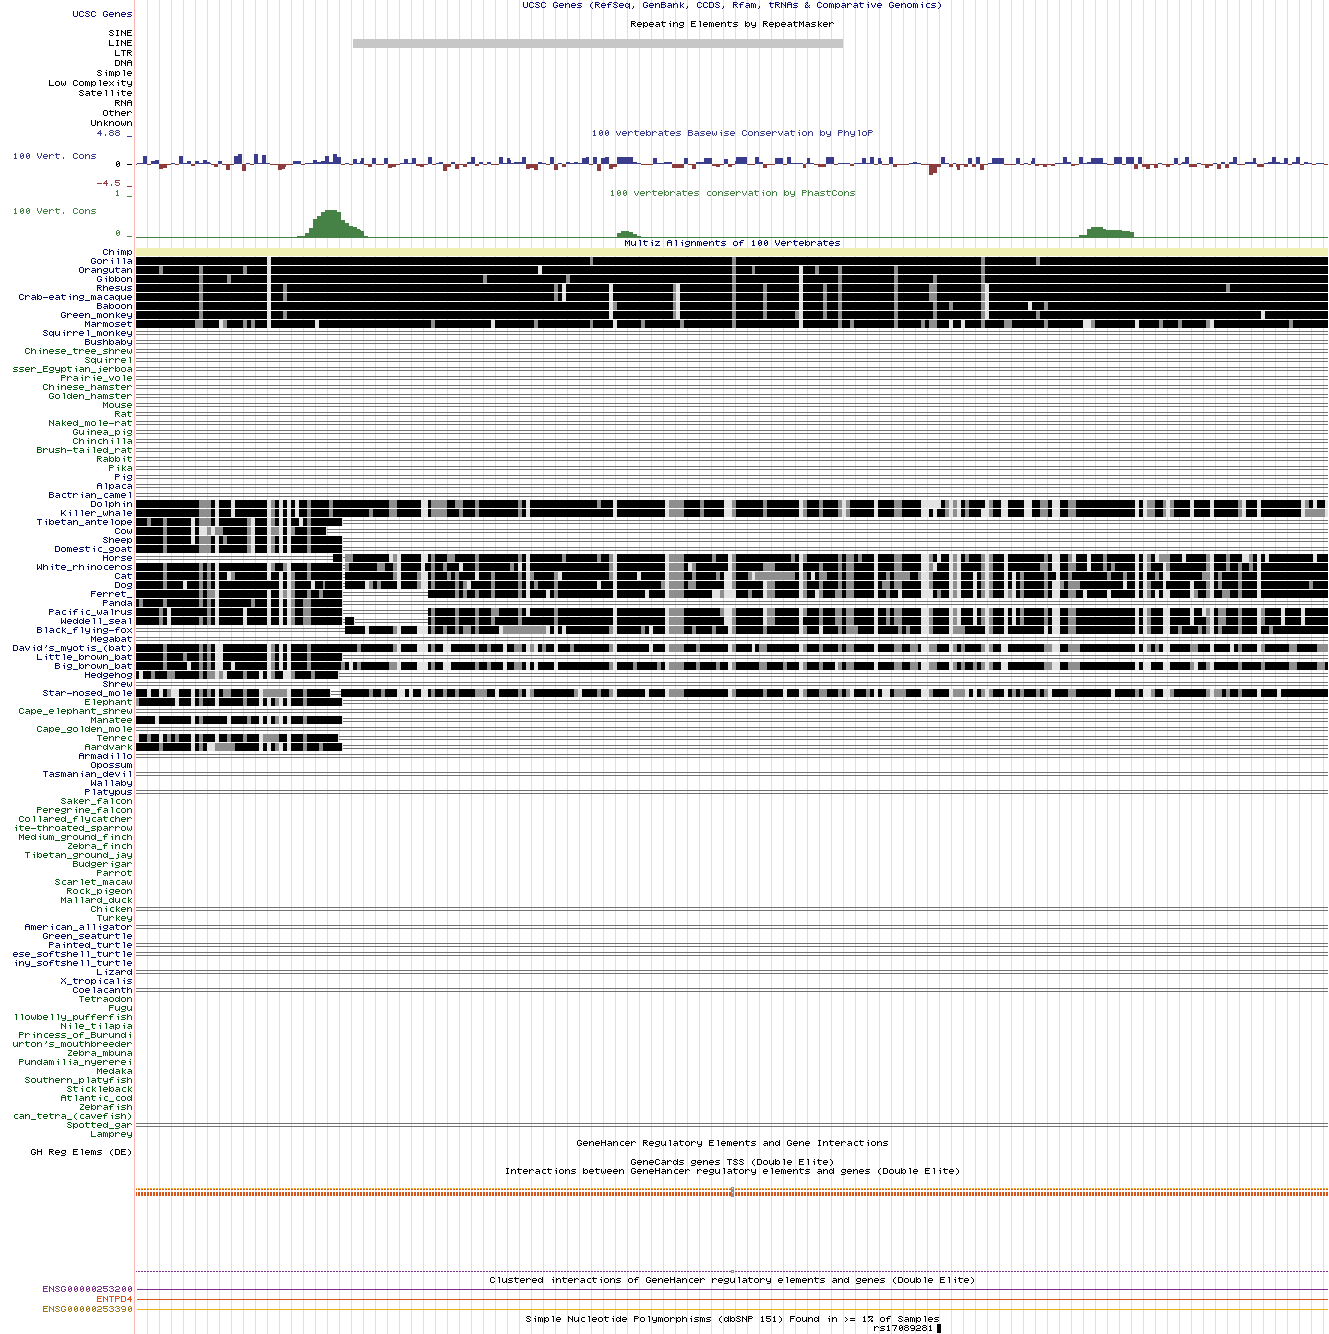 UCSC Genes (RefSeq, GenBank, CCDS, Rfam, tRNAs & Comparative Genomics)
UCSC Genes
Repeating Elements by RepeatMasker
SINE
LINE
LTR
DNA
Simple
Low Complexity
Satellite
RNA
Other
Unknown
4.88 _
100 vertebrates Basewise Conservation by PhyloP
100 Vert. Cons
0 _
-4.5 _
1 _
100 vertebrates conservation by PhastCons
100 Vert. Cons
0 _
Multiz Alignments of 100 Vertebrates
Chimp
Gorilla
Orangutan
Gibbon
Rhesus
Crab-eating_macaque
Baboon
Green_monkey
Marmoset
Squirrel_monkey
Bushbaby
Chinese_tree_shrew
Squirrel
sser_Egyptian_jerboa
Prairie_vole
Chinese_hamster
Golden_hamster
Mouse
Rat
Naked_mole-rat
Guinea_pig
Chinchilla
Brush-tailed_rat
Rabbit
Pika
Pig
Alpaca
Bactrian_camel
Dolphin
Killer_whale
Tibetan_antelope
Cow
Sheep
Domestic_goat
Horse
White_rhinoceros
Cat
Dog
Ferret_
Panda
Pacific_walrus
Weddell_seal
Black_flying-fox
Megabat
David's_myotis_(bat)
Little_brown_bat
Big_brown_bat
Hedgehog
Shrew
Star-nosed_mole
Elephant
Cape_elephant_shrew
Manatee
Cape_golden_mole
Tenrec
Aardvark
Armadillo
Opossum
Tasmanian_devil
Wallaby
Platypus
Saker_falcon
Peregrine_falcon
Collared_flycatcher
ite-throated_sparrow
Medium_ground_finch
Zebra_finch
Tibetan_ground_jay
Budgerigar
Parrot
Scarlet_macaw
Rock_pigeon
Mallard_duck
Chicken
Turkey
American_alligator
Green_seaturtle
Painted_turtle
ese_softshell_turtle
iny_softshell_turtle
Lizard
X_tropicalis
Coelacanth
Tetraodon
Fugu
llowbelly_pufferfish
Nile_tilapia
Princess_of_Burundi
urton's_mouthbreeder
Zebra_mbuna
Pundamilia_nyererei
Medaka
Southern_platyfish
Stickleback
Atlantic_cod
Zebrafish
can_tetra_(cavefish)
Spotted_gar
Lamprey
GeneHancer Regulatory Elements and Gene Interactions
GH Reg Elems (DE)
GeneCards genes TSS (Double Elite)
Interactions between GeneHancer regulatory elements and genes (Double Elite)
Clustered interactions of GeneHancer regulatory elements and genes (Double Elite)
ENSG00000253200
ENTPD4
ENSG00000253390
Simple Nucleotide Polymorphisms (dbSNP 151) Found in >= 1% of Samples
rs17089281